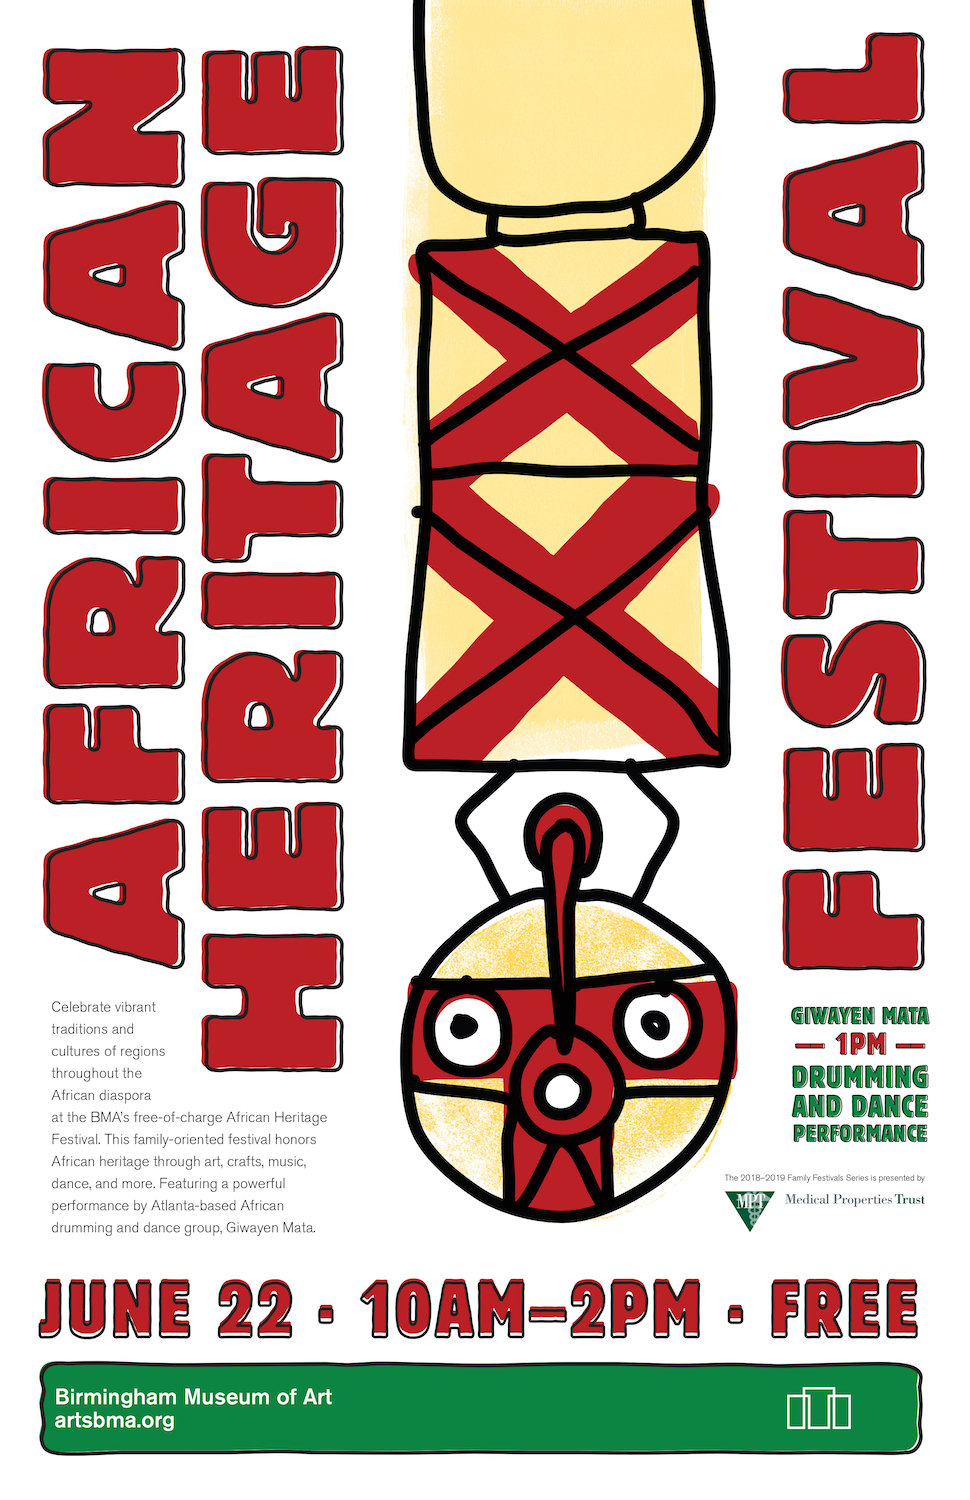 AFRICAN
HERITAGE
FESTIVAL
Celebrate vibrant
traditions and
cultures of regions
throughout the
African diaspora
at the BMA's free-of-charge African Heritage
Festival. This family-oriented festival honors
African heritage through art, crafts, music,
dance, and more. Featuring a powerful
performance by Atlanta-based African
drumming and dance group, Giwayen Mata.
GIWAYEN MATA
— 1PM —
DRUMMING
AND DANCE
PERFORMANCE
The 2018–2019 Family Festivals Series is presented by
MPT Medical Properties Trust
JUNE 22 · 10AM–2PM · FREE
Birmingham Museum of Art
artsbma.org